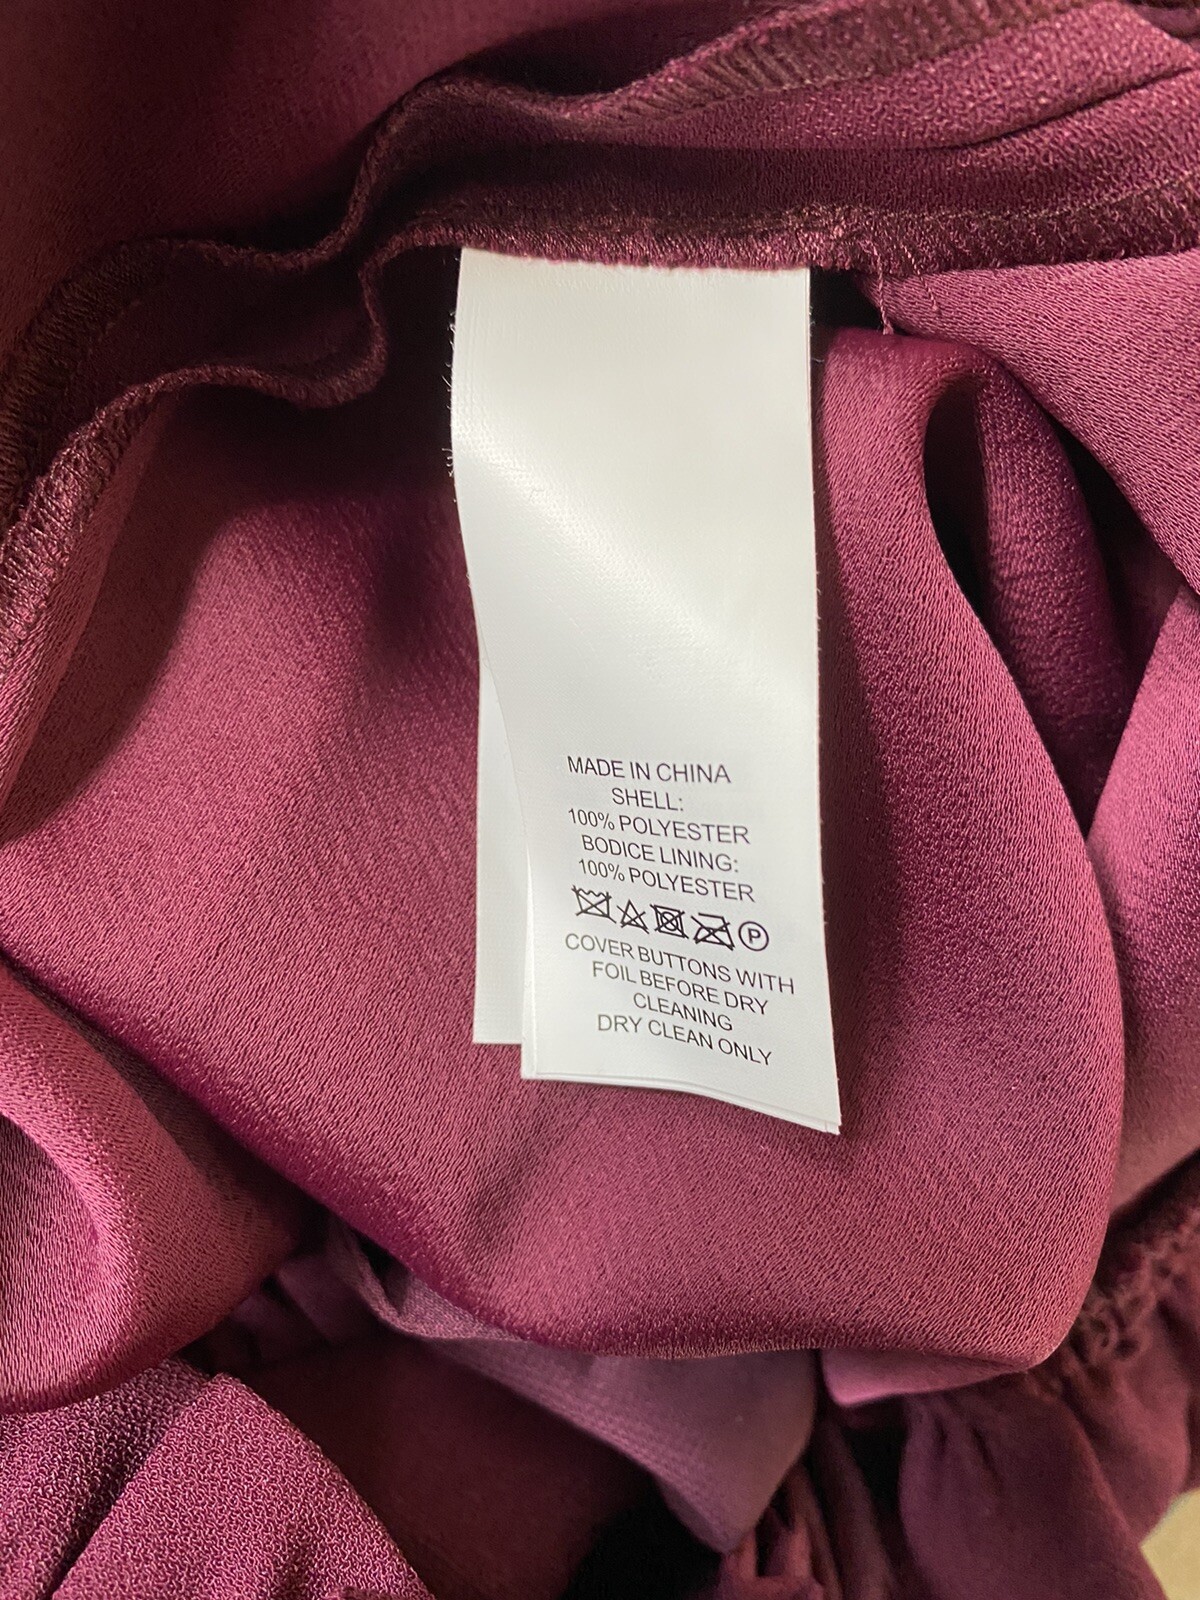 MADE IN CHINA
SHELL:
100% POLYESTER
BODICE LINING:
100% POLYESTER
P
COVER BUTTONS WITH
FOIL BEFORE DRY
CLEANING
DRY CLEAN ONLY